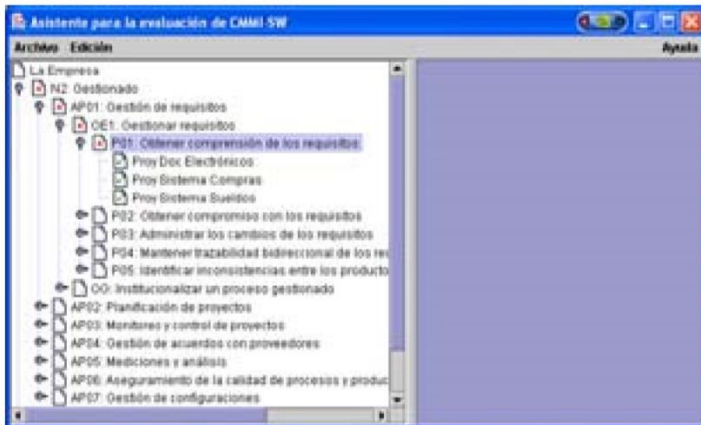 Asistente para la evaluación de CMMI-SW
Archivo Edición Ayuda
La Empresa
N2: Gestionado
AP01: Gestión de requisitos
OE1: Gestionar requisitos
P01: Obtener comprensión de los requisitos
Proy Doc Electrónicos
Proy Sistema Compras
Proy Sistema Sueldos
P02: Obtener compromiso con los requisitos
P03: Administrar los cambios de los requisitos
P04: Mantener trazabilidad bidireccional de los req
P05: Identificar inconsistencias entre los producto
OG: Institucionalizar un proceso gestionado
AP02: Planificación de proyectos
AP03: Monitoreo y control de proyectos
AP04: Gestión de acuerdos con proveedores
AP05: Mediciones y análisis
AP06: Aseguramiento de la calidad de procesos y produc
AP07: Gestión de configuraciones